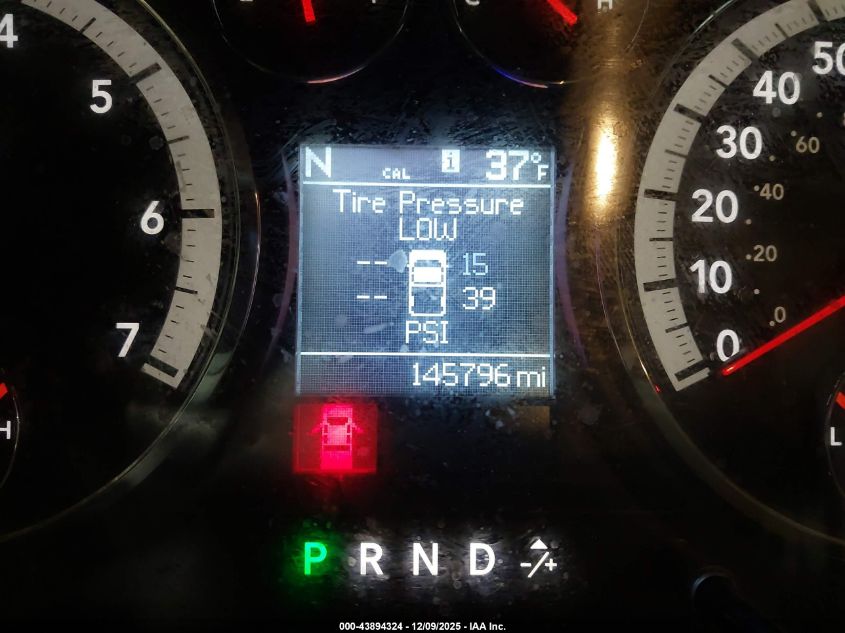 4
5
6
7
H
N CAL i 37°F
Tire Pressure
LOW
-- 15
-- 39
PSI
145796 mi
H
50
40
30
20
10
0
60
40
20
.0
L
P R N D -/+
000-43894324 - 12/09/2025 - IAA Inc.